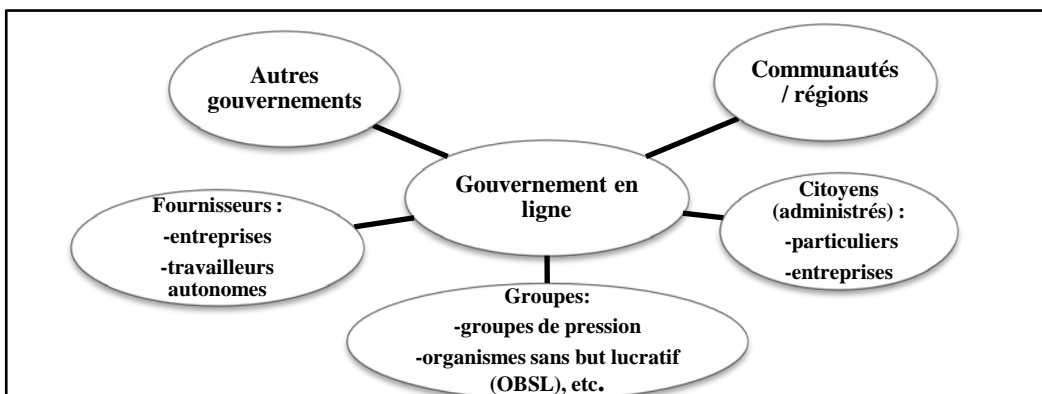 Autres
gouvernements
Communautés
/ régions
Gouvernement en
ligne
Fournisseurs :
-entreprises
-travailleurs
autonomes
Citoyens
(administrés) :
-particuliers
-entreprises
Groupes:
-groupes de pression
-organismes sans but lucratif
(OBSL), etc.